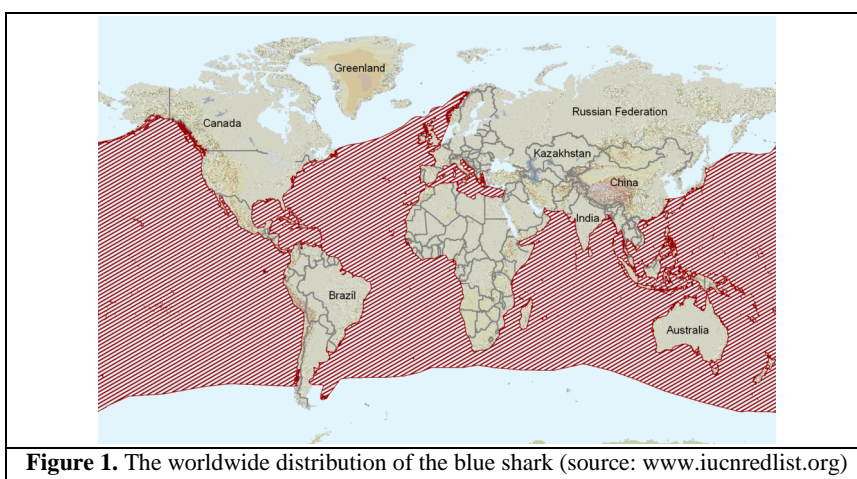 Greenland
Canada
Russian Federation
Kazakhstan
China
India
Brazil
Australia
Figure 1. The worldwide distribution of the blue shark (source: www.iucnredlist.org)